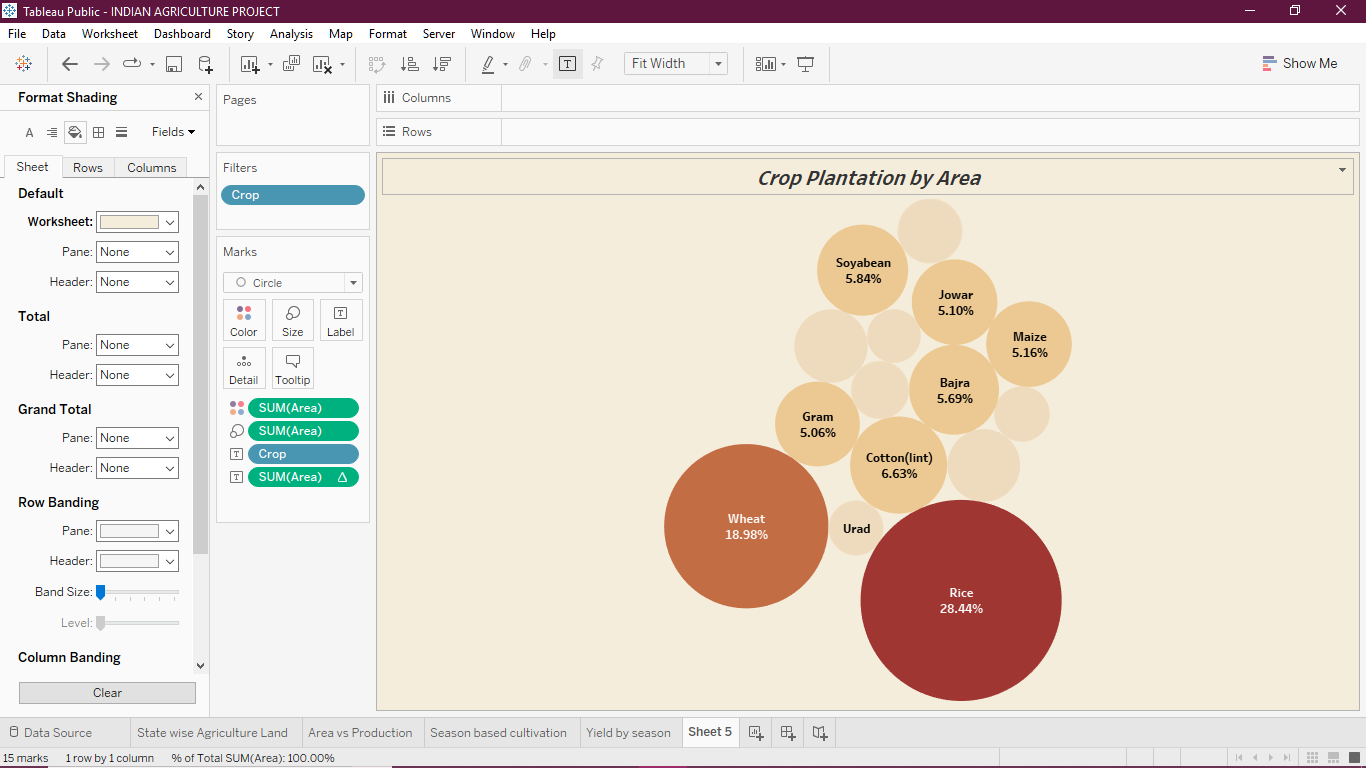 Tableau Public - INDIAN AGRICULTURE PROJECT
File Data Worksheet Dashboard Story Analysis Map Format Server Window Help
Fit Width
Show Me
Format Shading
A
Fields
Sheet Rows Columns
Default
Worksheet:
Pane: None
Header: None
Total
Pane: None
Header: None
Grand Total
Pane: None
Header: None
Row Banding
Pane:
Header:
Band Size:
Level:
Column Banding
Clear
Pages
Filters
Crop
Marks
Circle
Color Size Label
T
Detail Tooltip
SUM(Area)
SUM(Area)
T Crop
T SUM(Area) Δ
Columns
Rows
Crop Plantation by Area
Soyabean
5.84%
Jowar
5.10%
Maize
5.16%
Bajra
5.69%
Gram
5.06%
Cotton(lint)
6.63%
Wheat
18.98%
Urad
Rice
28.44%
Data Source State wise Agriculture Land Area vs Production Season based cultivation Yield by season Sheet 5
15 marks 1 row by 1 column % of Total SUM(Area): 100.00%